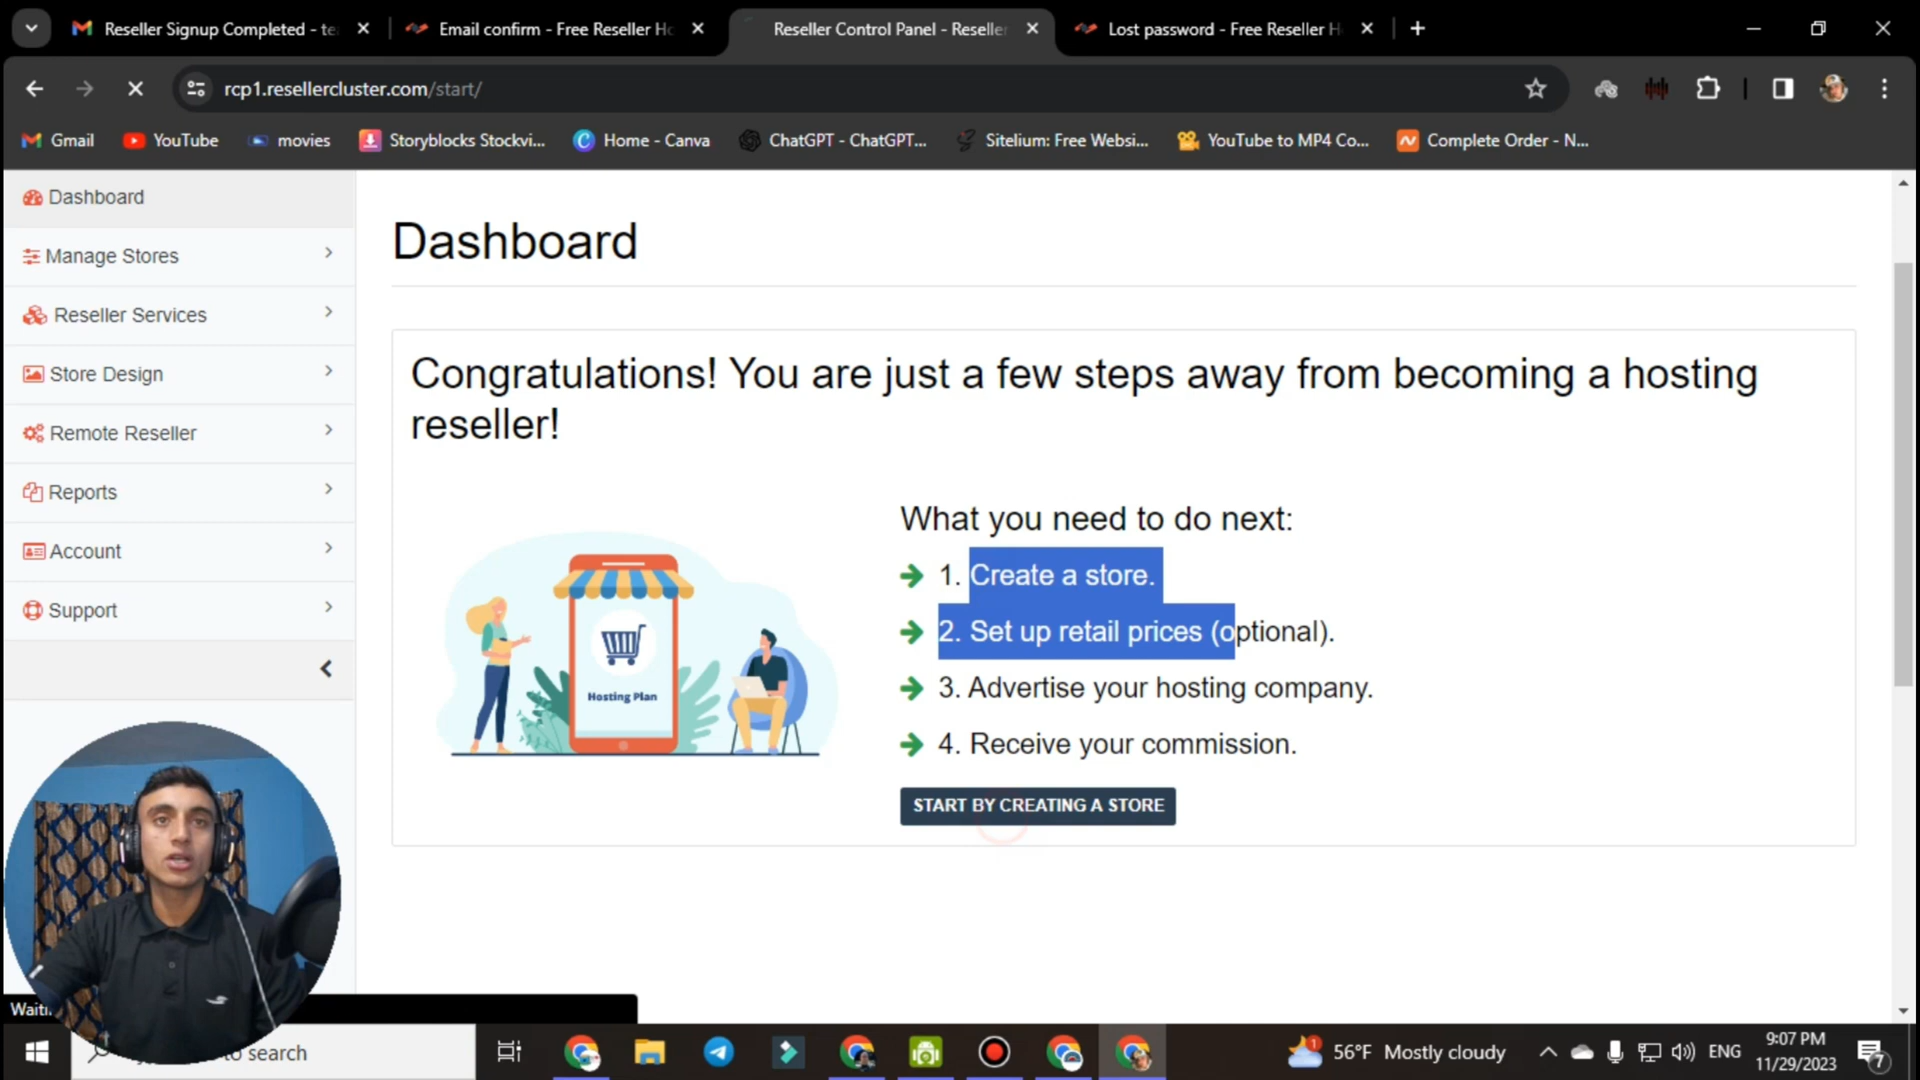 Reseller Signup Completed - te
Email confirm - Free Reseller Ho
Reseller Control Panel - Reseller
Lost password - Free Reseller H
rcp1.resellercluster.com/start/
Gmail
YouTube
movies
Storyblocks Stockvi...
Home - Canva
ChatGPT - ChatGPT...
Sitelium: Free Websi...
YouTube to MP4 Co...
Complete Order - N...
Dashboard
Manage Stores
Reseller Services
Store Design
Remote Reseller
Reports
Account
Support
Dashboard
Congratulations! You are just a few steps away from becoming a hosting
reseller!
Hosting Plan
What you need to do next:
1. Create a store.
2. Set up retail prices (optional).
3. Advertise your hosting company.
4. Receive your commission.
START BY CREATING A STORE
to search
56°F Mostly cloudy
1
ENG
9:07 PM
11/29/2023
7